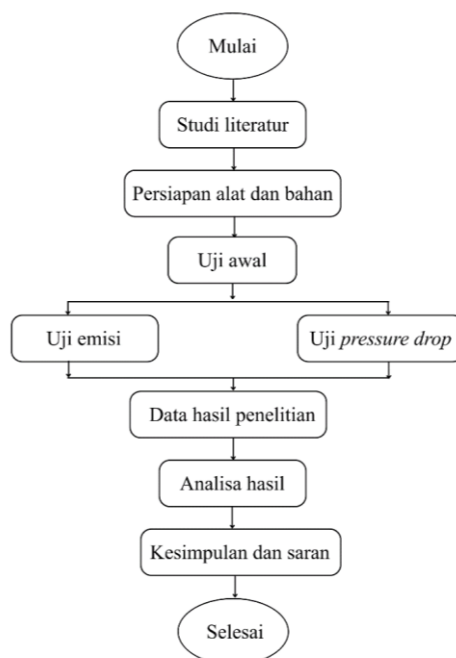 Mulai
Studi literatur
Persiapan alat dan bahan
Uji awal
Uji emisi
Uji pressure drop
Data hasil penelitian
Analisa hasil
Kesimpulan dan saran
Selesai